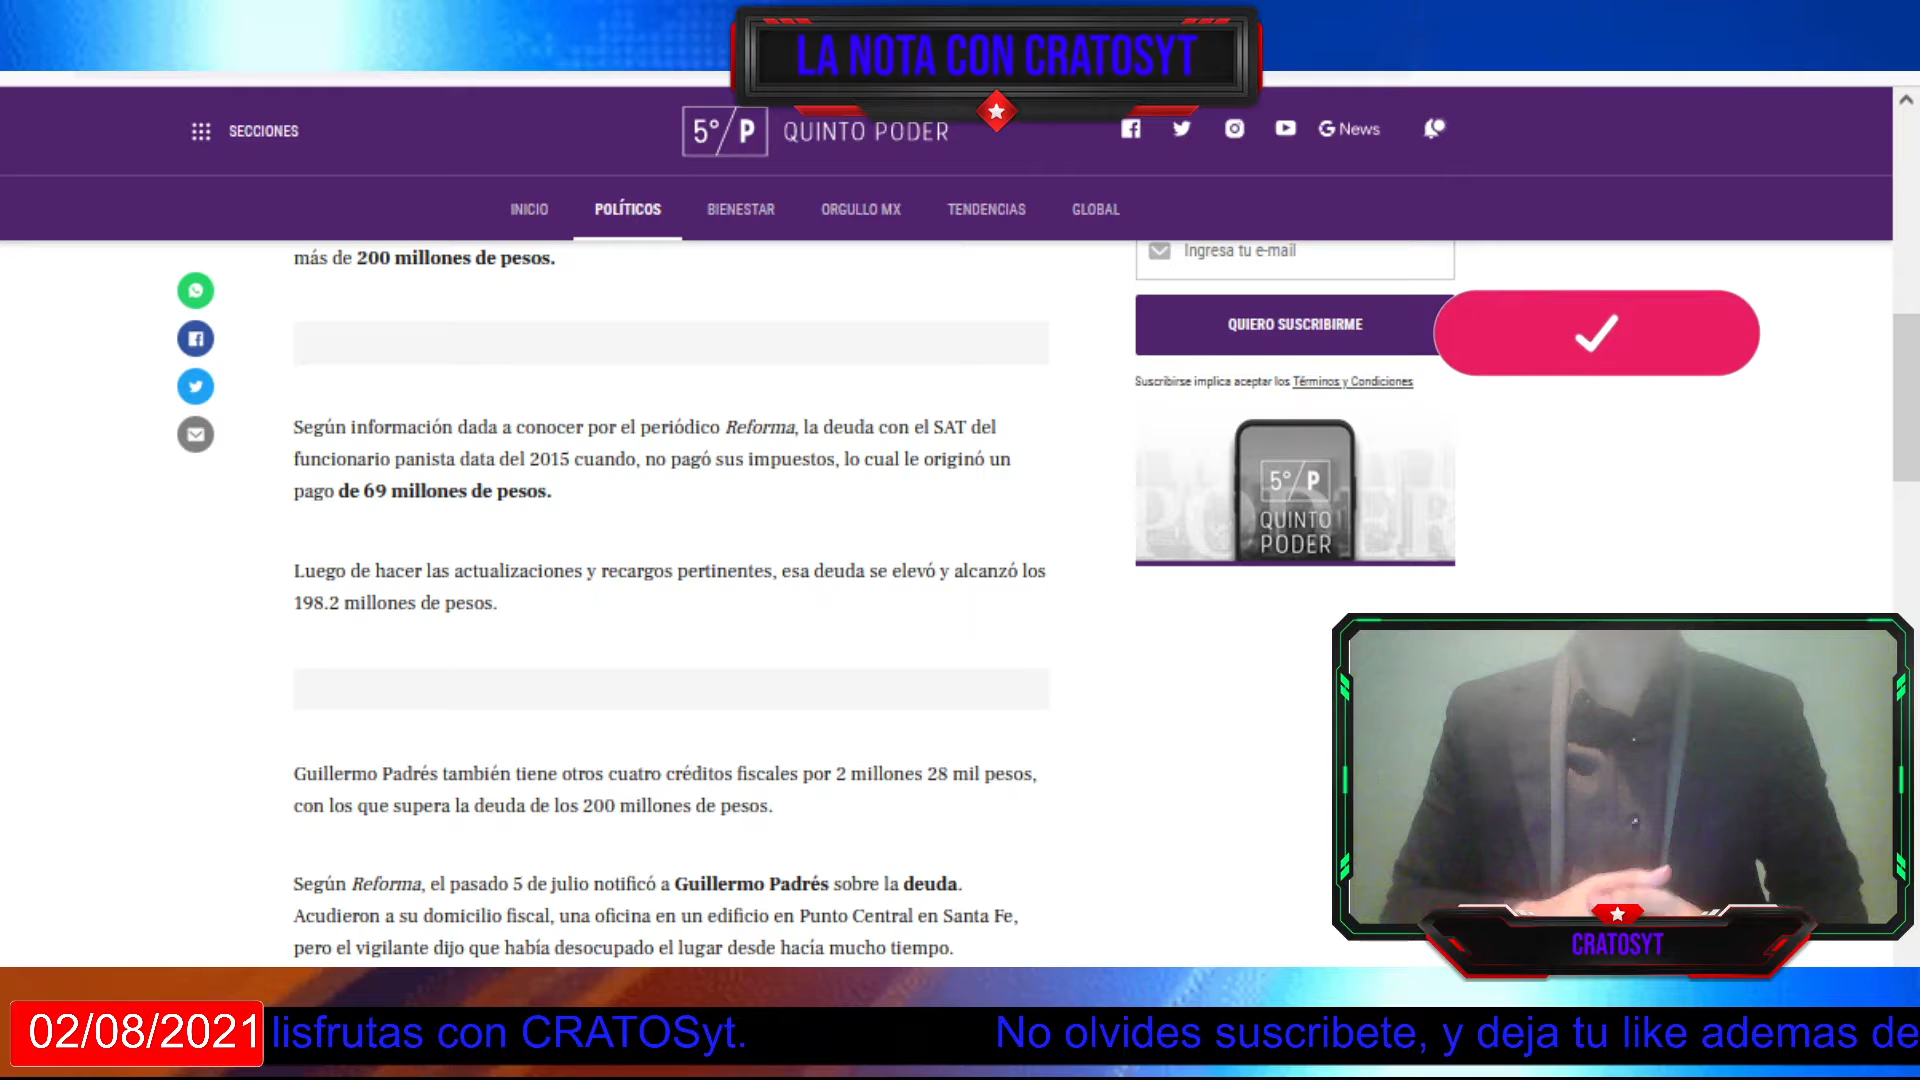 LA NOTA CON CRATOSYT
SECCIONES
5°/P QUINTO PODER
G News
INICIO POLÍTICOS BIENESTAR ORGULLO MX TENDENCIAS GLOBAL
más de 200 millones de pesos.
Ingresa tu e-mail
QUIERO SUSCRIBIRME
Suscribirse implica aceptar los Términos y Condiciones
Según información dada a conocer por el periódico Reforma, la deuda con el SAT del
funcionario panista data del 2015 cuando, no pagó sus impuestos, lo cual le originó un
pago de 69 millones de pesos.
5°/P
QUINTO
PODER
Luego de hacer las actualizaciones y recargos pertinentes, esa deuda se elevó y alcanzó los
198.2 millones de pesos.
Guillermo Padrés también tiene otros cuatro créditos fiscales por 2 millones 28 mil pesos,
con los que supera la deuda de los 200 millones de pesos.
Según Reforma, el pasado 5 de julio notificó a Guillermo Padrés sobre la deuda.
Acudieron a su domicilio fiscal, una oficina en un edificio en Punto Central en Santa Fe,
pero el vigilante dijo que había desocupado el lugar desde hacía mucho tiempo.
CRATOSYT
02/08/2021 lisfrutas con CRATOSyt. No olvides suscribete, y deja tu like ademas de